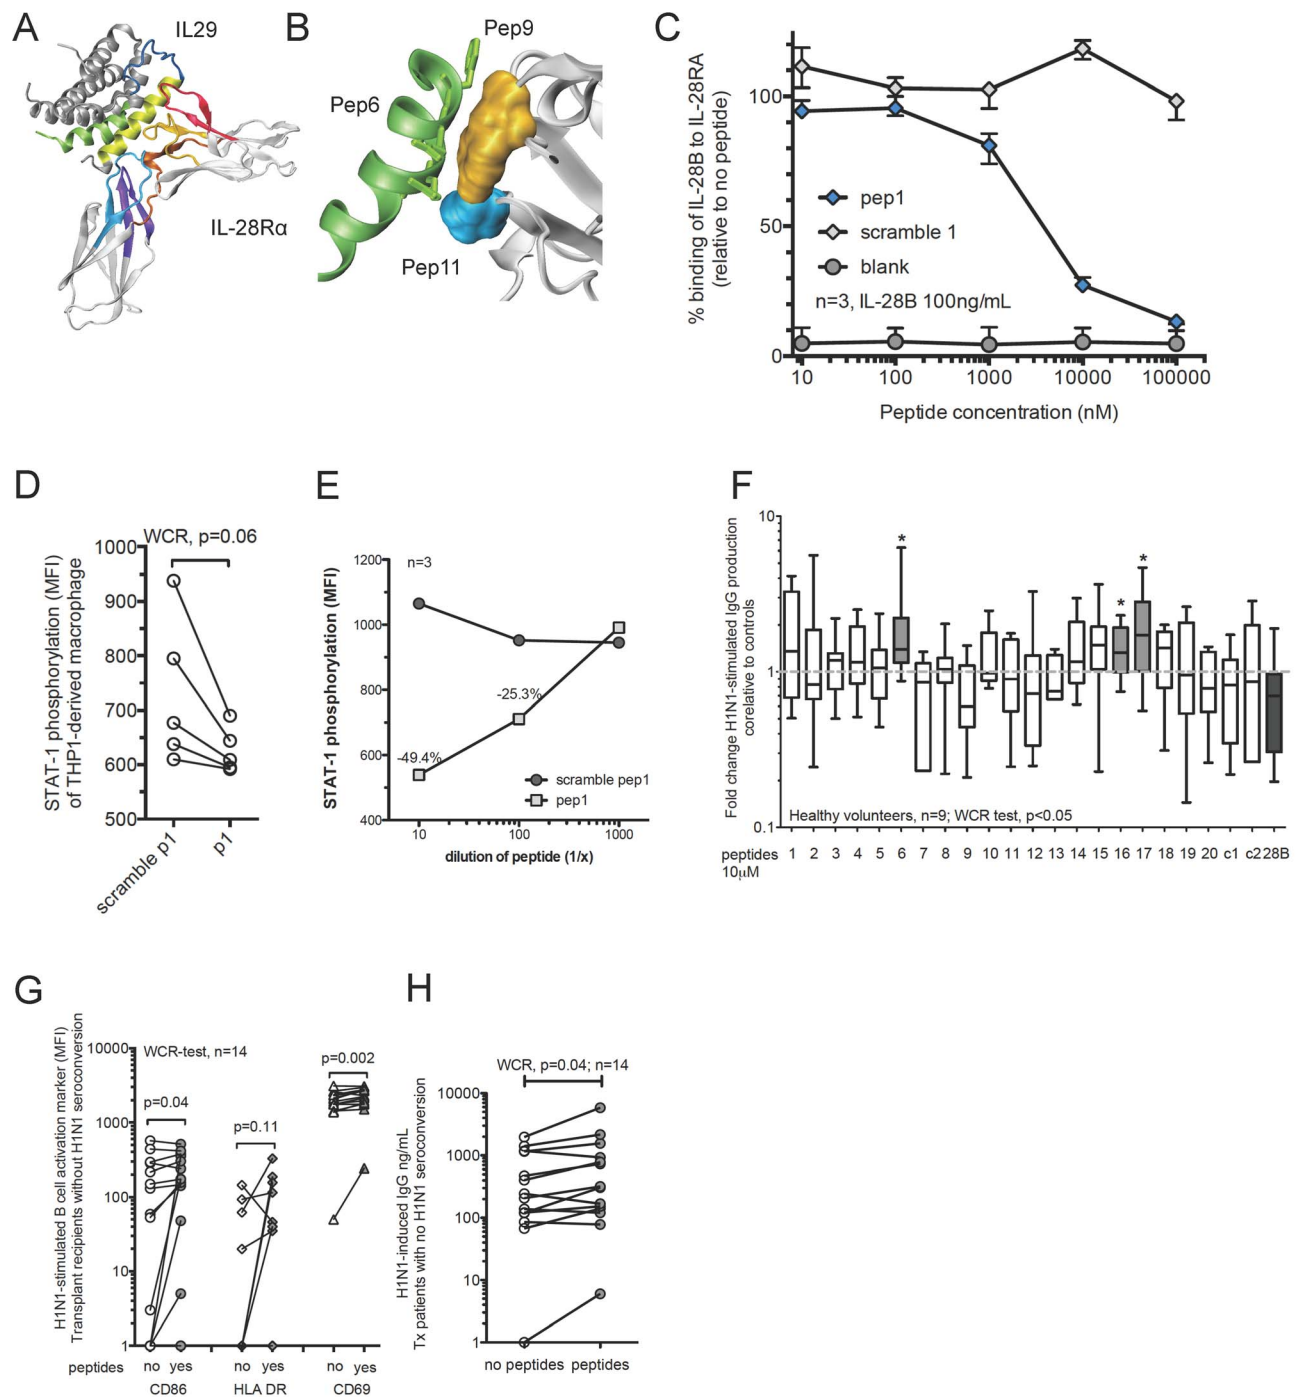 A
IL29
IL-28Rα
B
Pep9
Pep6
Pep11
C
% binding of IL-28B to IL-28RA
(relative to no peptide)
100
50
0
pep1
scramble 1
blank
n=3, IL-28B 100ng/mL
10 100 1000 10000 100000
Peptide concentration (nM)
D
WCR, p=0.06
STAT-1 phosphorylation (MFI)
of THP1-derived macrophage
1000
900
800
700
600
500
scramble p1
p1
E
STAT-1 phosphorylation (MFI)
1200
1000
800
600
400
n=3
-25.3%
-49.4%
scramble pep1
pep1
10 100 1000
dilution of peptide (1/x)
F
Fold change H1N1-stimulated IgG production
corelative to controls
10
1
0.1
*
*
*
Healthy volunteers, n=9; WCR test, p<0.05
peptides 1 2 3 4 5 6 7 8 9 10 11 12 13 14 15 16 17 18 19 20 c1 c2 28B
10µM
G
H1N1-stimulated B cell activation marker (MFI)
Transplant recipients without H1N1 seroconversion
10000
1000
100
10
1
WCR-test, n=14
p=0.04
p=0.11
p=0.002
peptides no yes no yes no yes
CD86 HLA DR CD69
H
WCR, p=0.04; n=14
H1N1-induced IgG ng/mL
Tx patients with no H1N1 seroconversion
10000
1000
100
10
1
no peptides peptides